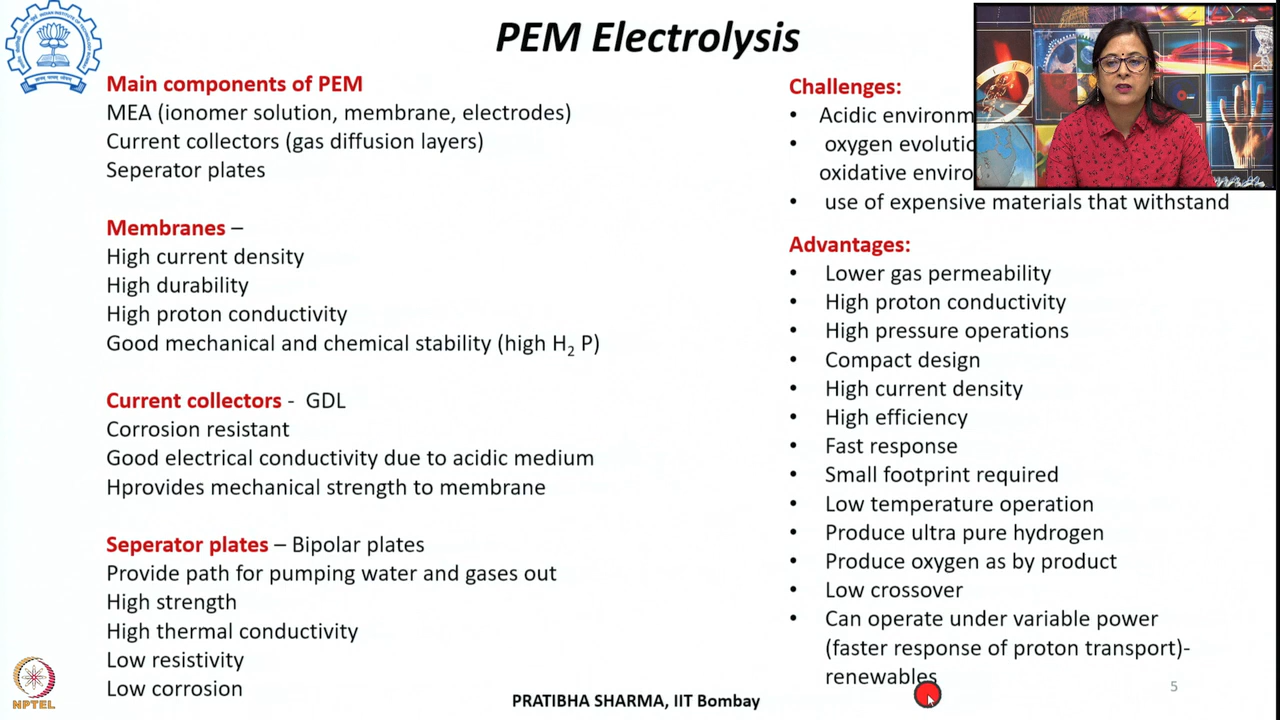 PEM Electrolysis
Main components of PEM
MEA (ionomer solution, membrane, electrodes)
Current collectors (gas diffusion layers)
Seperator plates
Membranes –
High current density
High durability
High proton conductivity
Good mechanical and chemical stability (high H₂ P)
Current collectors - GDL
Corrosion resistant
Good electrical conductivity due to acidic medium
Hprovides mechanical strength to membrane
Seperator plates – Bipolar plates
Provide path for pumping water and gases out
High strength
High thermal conductivity
Low resistivity
Low corrosion
Challenges:
• Acidic
• oxygen
oxidative
• use of expensive materials that withstand
Advantages:
• Lower gas permeability
• High proton conductivity
• High pressure operations
• Compact design
• High current density
• High efficiency
• Fast response
• Small footprint required
• Low temperature operation
• Produce ultra pure hydrogen
• Produce oxygen as by product
• Low crossover
• Can operate under variable power
(faster response of proton transport)-
renewables
NPTEL
PRATIBHA SHARMA, IIT Bombay
5